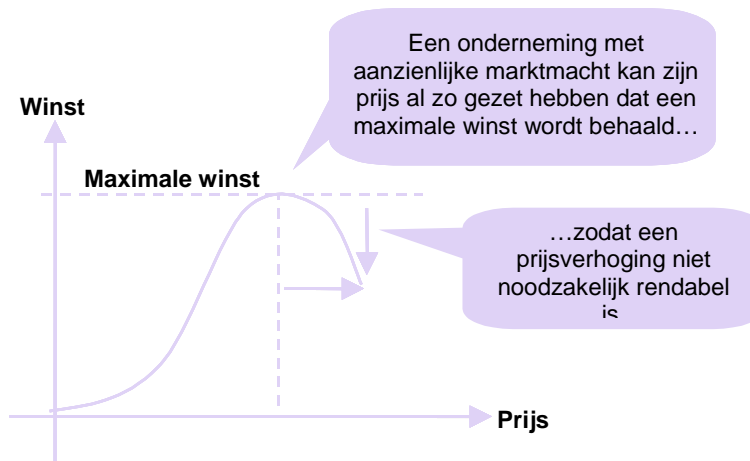 Een onderneming met
aanzienlijke marktmacht kan zijn
prijs al zo gezet hebben dat een
maximale winst wordt behaald…
Winst
Maximale winst
…zodat een
prijsverhoging niet
noodzakelijk rendabel
is
Prijs